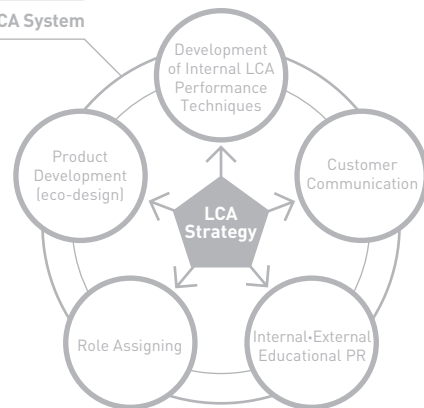 CA System
Development
of Internal LCA
Performance
Techniques
Product
Development
(eco-design)
Customer
Communication
LCA
Strategy
Role Assigning
Internal•External
Educational PR